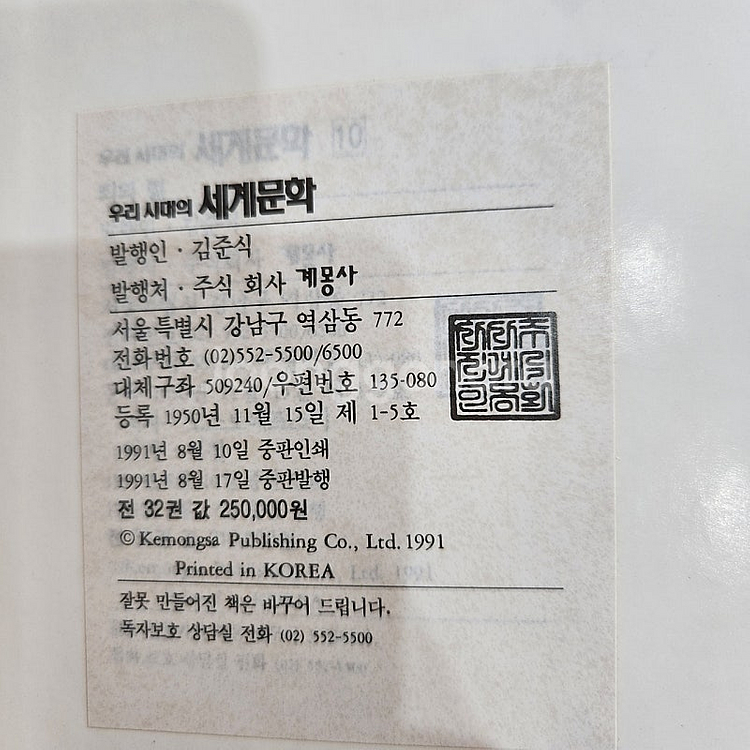 우리 시대의 세계문학
발행인 · 김준식
발행처 · 주식 회사 계몽사
서울특별시 강남구 역삼동 772
전화번호 (02)552-5500/6500
대체구좌 509240/우편번호 135-080
등록 1950년 11월 15일 제 1-5호
1991년 8월 10일 중판인쇄
1991년 8월 17일 중판발행
전 32권 값 250,000원
© Kemongsa Publishing Co., Ltd. 1991
Printed in KOREA
잘못 만들어진 책은 바꾸어 드립니다.
독자보호 상담실 전화 (02) 552-5500